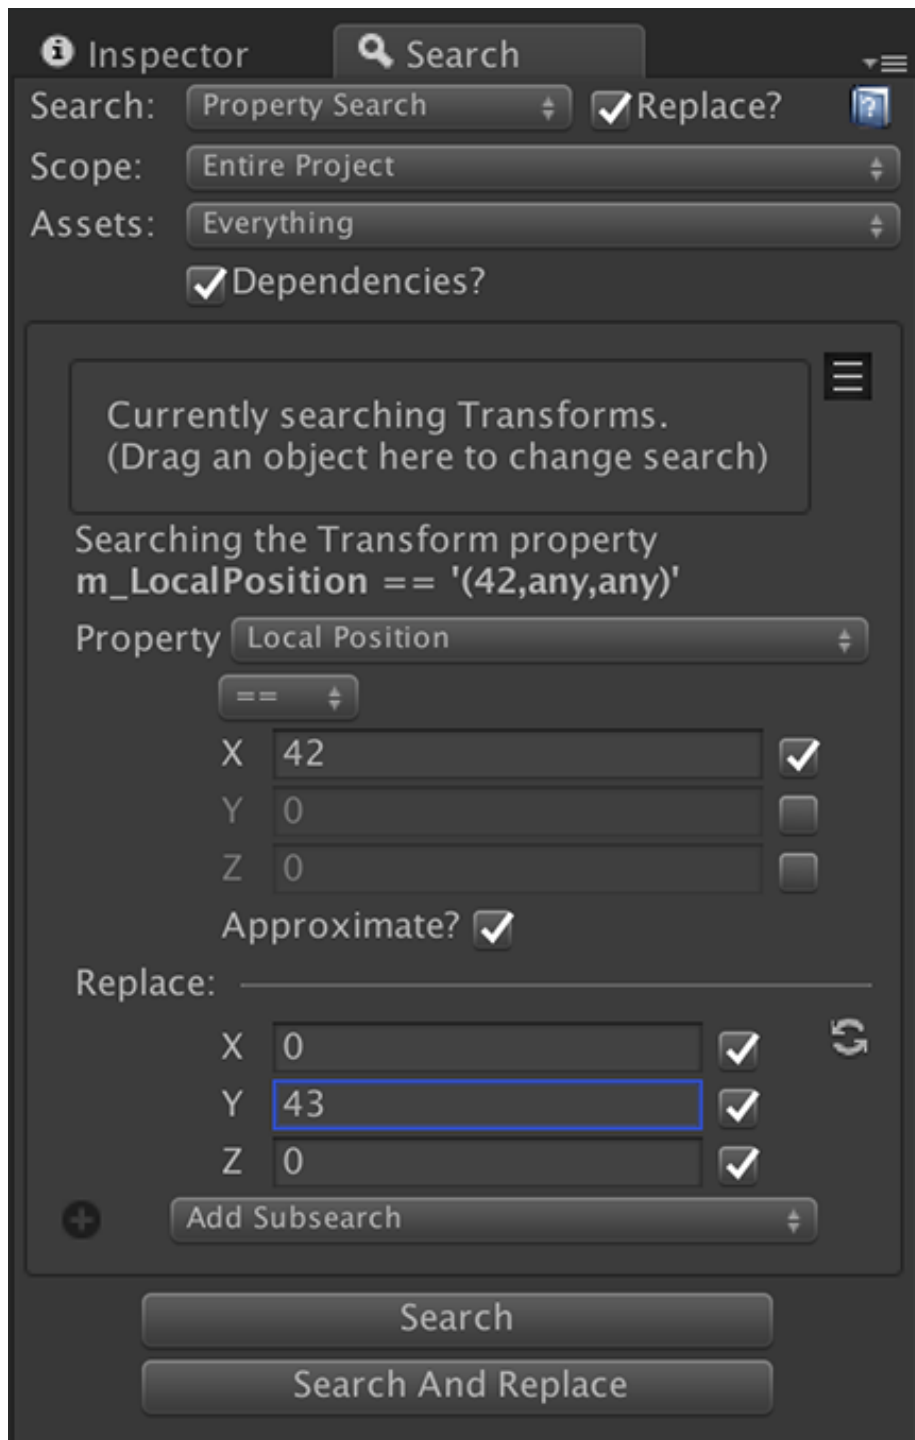 Inspector Search
Search: Property Search Replace?
Scope: Entire Project
Assets: Everything
Dependencies?
Currently searching Transforms.
(Drag an object here to change search)
Searching the Transform property
m_LocalPosition == '(42,any,any)'
Property Local Position
==
X 42
Y 0
Z 0
Approximate?
Replace:
X 0
Y 43
Z 0
Add Subsearch
Search
Search And Replace